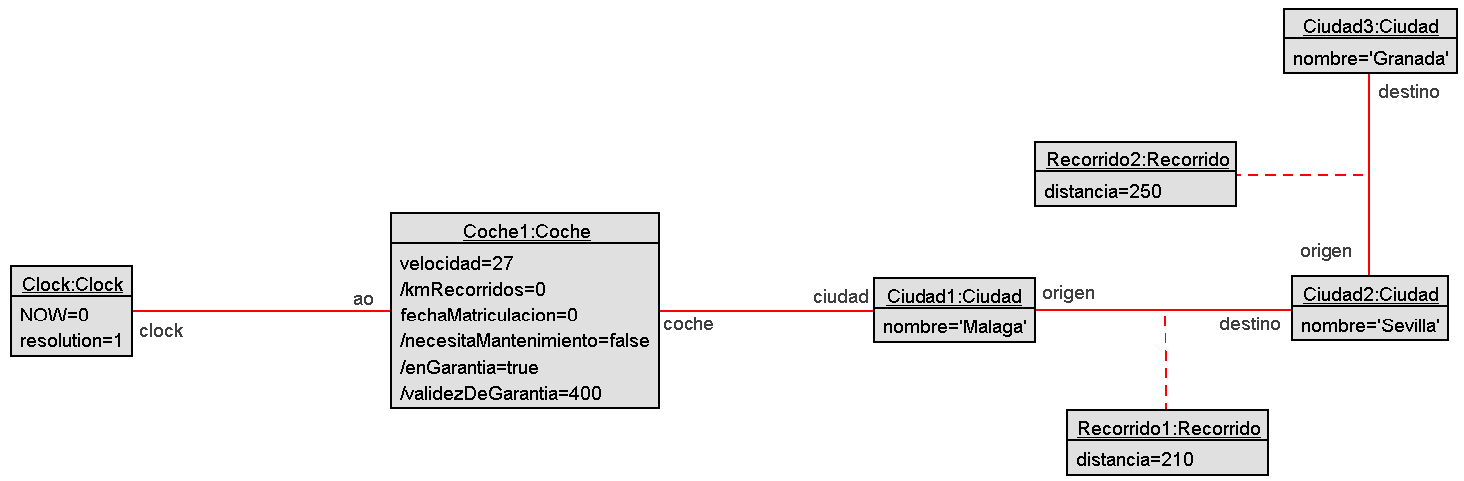 Ciudad3:Ciudad
nombre='Granada'
destino
Recorrido2:Recorrido
distancia=250
origen
Coche1:Coche
velocidad=27
/kmRecorridos=0
fechaMatriculacion=0
/necesitaMantenimiento=false
/enGarantia=true
/validezDeGarantia=400
Clock:Clock
NOW=0
resolution=1
clock
ao
coche
ciudad
Ciudad1:Ciudad
nombre='Malaga'
origen
destino
Ciudad2:Ciudad
nombre='Sevilla'
Recorrido1:Recorrido
distancia=210